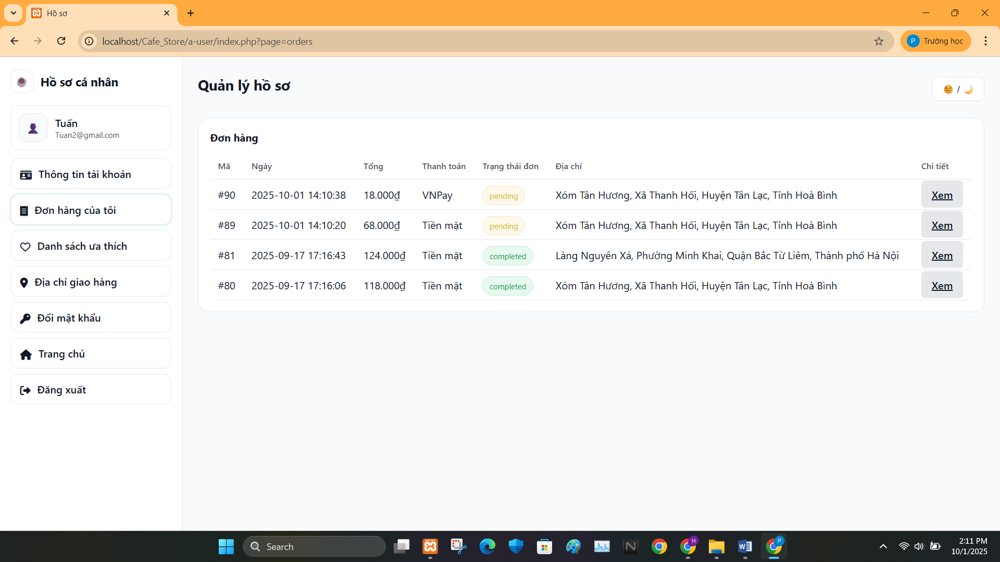 Hồ sơ
localhost/Cafe_Store/a-user/index.php?page=orders
P Trường học
Hồ sơ cá nhân
Tuấn
Tuan2@gmail.com
Thông tin tài khoản
Đơn hàng của tôi
Danh sách ưa thích
Địa chỉ giao hàng
Đổi mật khẩu
Trang chủ
Đăng xuất
Quản lý hồ sơ
/
Đơn hàng
Mã Ngày Tổng Thanh toán Trạng thái đơn Địa chỉ Chi tiết
#90 2025-10-01 14:10:38 18.000₫ VNPay pending Xóm Tân Hương, Xã Thanh Hối, Huyện Tân Lạc, Tỉnh Hoà Bình Xem
#89 2025-10-01 14:10:20 68.000₫ Tiền mặt pending Xóm Tân Hương, Xã Thanh Hối, Huyện Tân Lạc, Tỉnh Hoà Bình Xem
#81 2025-09-17 17:16:43 124.000₫ Tiền mặt completed Làng Nguyên Xá, Phường Minh Khai, Quận Bắc Từ Liêm, Thành phố Hà Nội Xem
#80 2025-09-17 17:16:06 118.000₫ Tiền mặt completed Xóm Tân Hương, Xã Thanh Hối, Huyện Tân Lạc, Tỉnh Hoà Bình Xem
Search
N
H
W
P
2:11 PM
10/1/2025